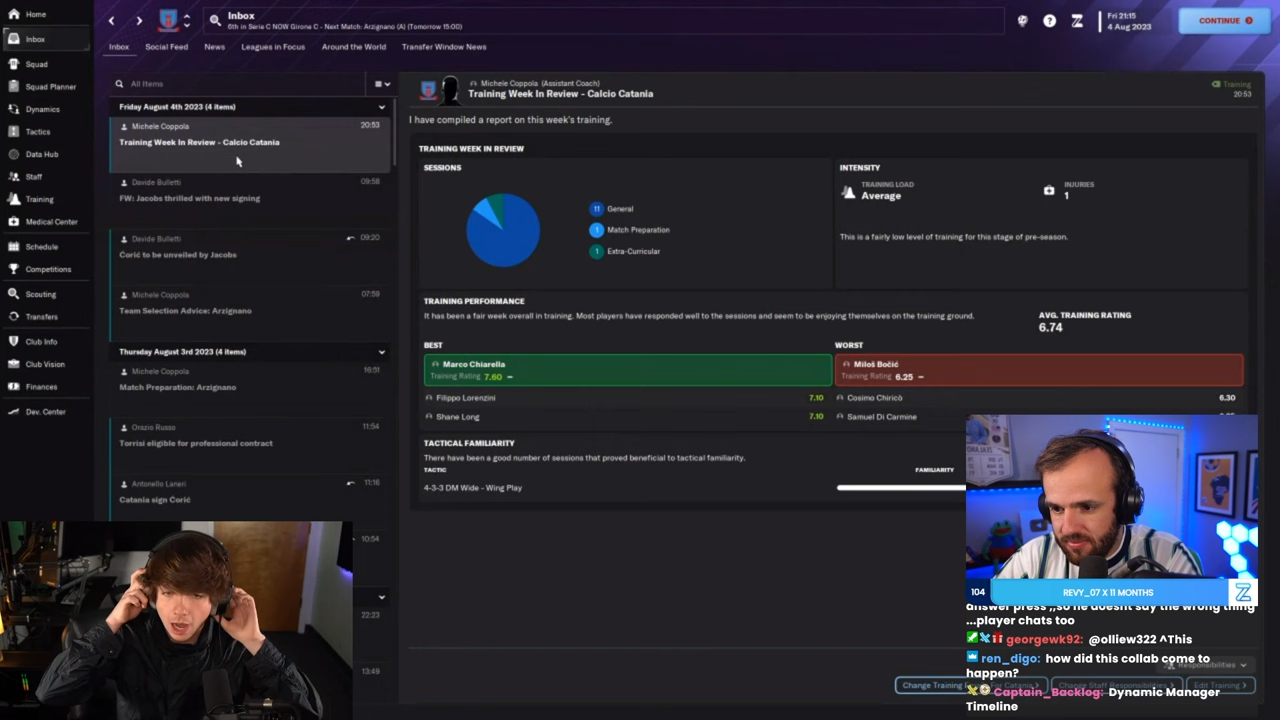 Home
Inbox
6th in Serie C NOW Girone C - Next Match: Arzignano (A) (Tomorrow 15:00)
Fri 21:15
4 Aug 2023
CONTINUE
Inbox
Inbox
Social Feed
News
Leagues in Focus
Around the World
Transfer Window News
Squad
Squad Planner
Dynamics
Tactics
Data Hub
Staff
Training
Medical Center
Schedule
Competitions
Scouting
Transfers
Club Info
Club Vision
Finances
Dev. Center
All Items
Friday August 4th 2023 (4 items)
Michele Coppola 20:53
Training Week In Review - Calcio Catania
Davide Bulletti 09:58
FW: Jacobs thrilled with new signing
Davide Bulletti 09:20
Ćorić to be unveiled by Jacobs
Michele Coppola 07:59
Team Selection Advice: Arzignano
Thursday August 3rd 2023 (4 items)
Michele Coppola 16:51
Match Preparation: Arzignano
Orazio Russo 11:54
Torrisi eligible for professional contract
Antonello Laneri 11:16
Catania sign Ćorić
10:54
22:23
13:49
Michele Coppola (Assistant Coach)
Training Week In Review - Calcio Catania
Training
20:53
I have compiled a report on this week's training.
TRAINING WEEK IN REVIEW
SESSIONS
11 General
1 Match Preparation
1 Extra-Curricular
INTENSITY
TRAINING LOAD
Average
INJURIES
1
This is a fairly low level of training for this stage of pre-season.
TRAINING PERFORMANCE
It has been a fair week overall in training. Most players have responded well to the sessions and seem to be enjoying themselves on the training ground.
AVG. TRAINING RATING
6.74
BEST
Marco Chiarella
Training Rating 7.60 –
Filippo Lorenzini 7.10
Shane Long 7.10
WORST
Miloš Bočić
Training Rating 6.25 –
Cosimo Chiricò 6.30
Samuel Di Carmine
TACTICAL FAMILIARITY
There have been a good number of sessions that proved beneficial to tactical familiarity.
TACTIC FAMILIARITY
4-3-3 DM Wide - Wing Play
104 REVY_07 X 11 MONTHS
answer press ,,so he doesnt say the wrong thing
...player chats too
georgewk92: @olliew322 ^This
ren_digo: how did this collab come to
happen?
Captain_Backlog: Dynamic Manager
Timeline
Responsibilities
Change Training
For Catania
Change Staff Responsibilities
Edit Training